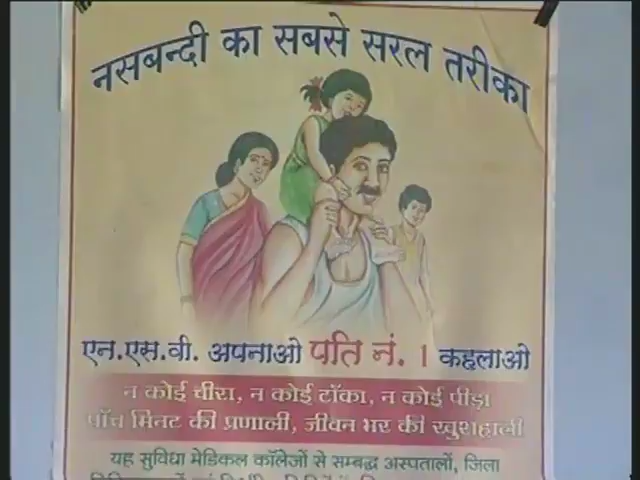 नसबन्दी का सबसे सरल तरीका
एन.एस.वी. अपनाओ पति नं. 1 कहलाओ
न कोई चीरा, न कोई टाँका, न कोई पीड़ा
पाँच मिनट की प्रणाली, जीवन भर की खुशहाली
यह सुविधा मेडिकल कॉलेजों से सम्बद्ध अस्पतालों, जिला